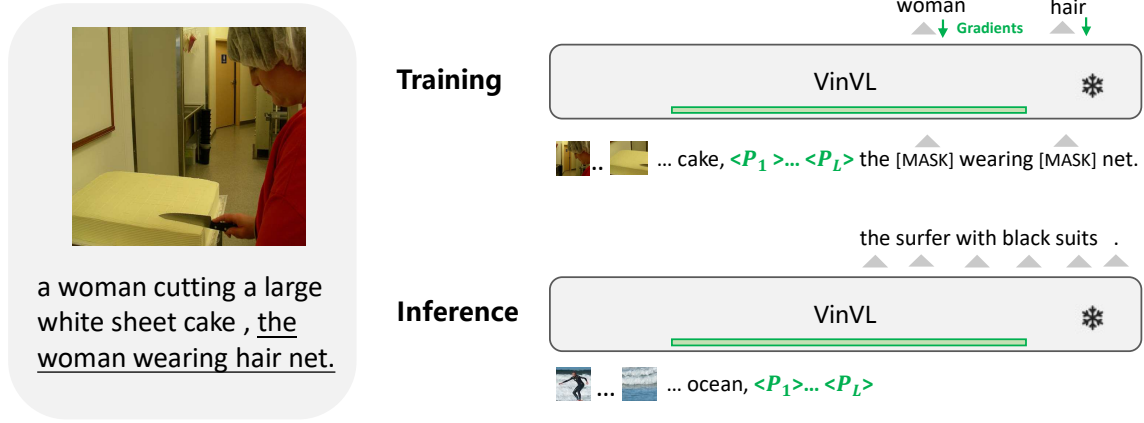 a woman cutting a large
white sheet cake , the
woman wearing hair net.
Training
woman hair
Gradients
VinVL
.. ... cake, <P1 >... <PL> the [MASK] wearing [MASK] net.
Inference
the surfer with black suits .
VinVL
... ... ocean, <P1>... <PL>